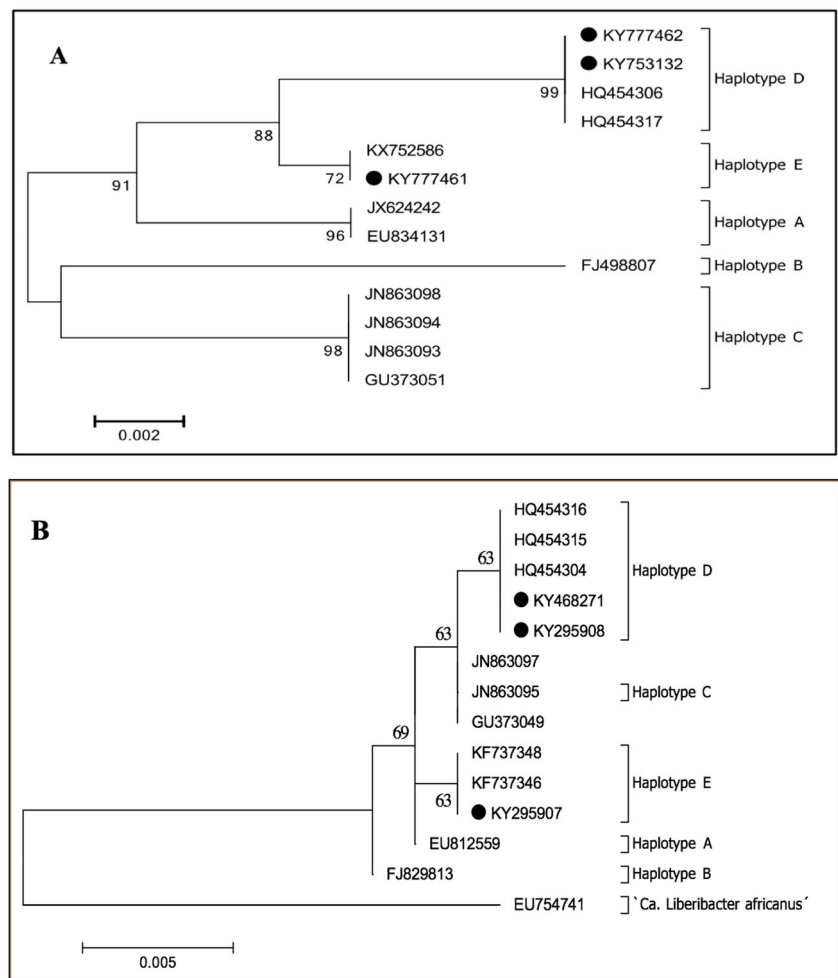 A
KY777462
KY753132
HQ454306
HQ454317
Haplotype D
99
88
KX752586
KY777461
Haplotype E
72
91
JX624242
EU834131
Haplotype A
96
FJ498807
Haplotype B
JN863098
JN863094
JN863093
GU373051
Haplotype C
98
0.002
B
HQ454316
HQ454315
HQ454304
KY468271
KY295908
Haplotype D
63
63
JN863097
JN863095
Haplotype C
GU373049
69
KF737348
KF737346
KY295907
Haplotype E
63
EU812559
Haplotype A
FJ829813
Haplotype B
EU754741
`Ca. Liberibacter africanus´
0.005